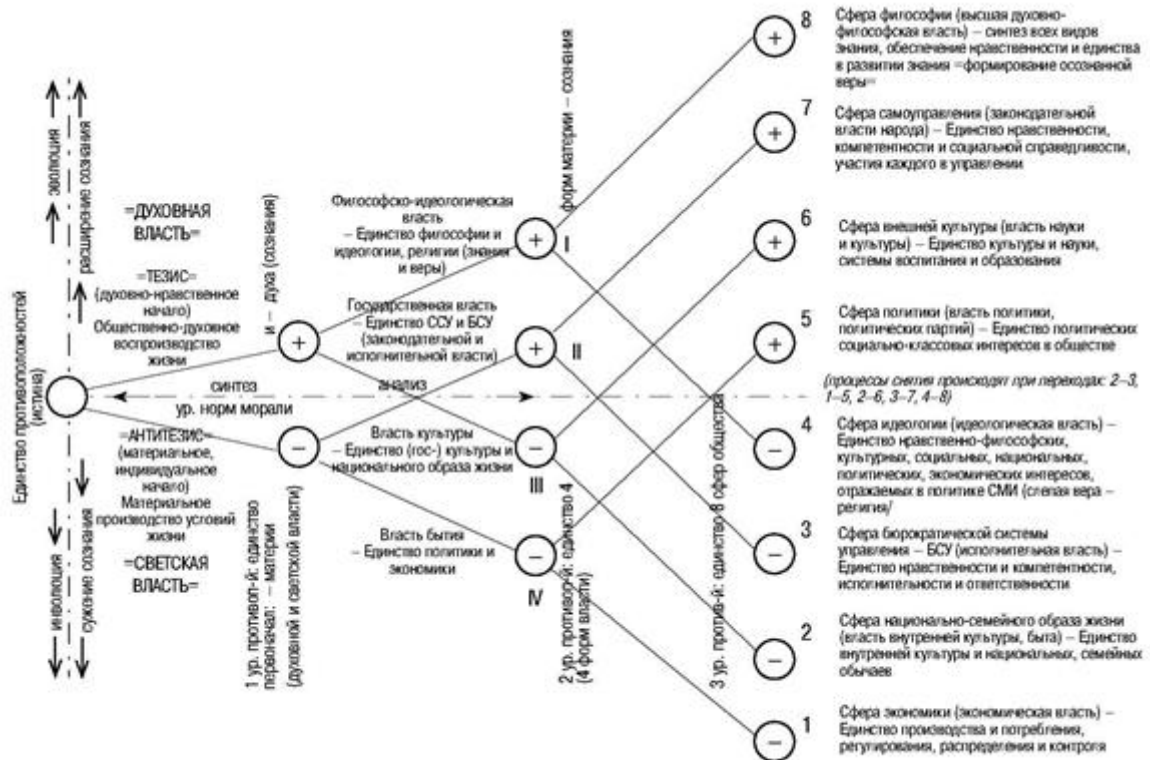 Единство противоположностей
(истина)
эволюция
расширение сознания
инволюция
сужение сознания
=ДУХОВНАЯ
ВЛАСТЬ=
=ТЕЗИС=
(духовно-нравственное
начало)
Общественно-духовное
воспроизводство
жизни
синтез
анализ
ур. норм морали
=АНТИТЕЗИС=
(материальное,
индивидуальное
начало)
Материальное
производство условий
жизни
=СВЕТСКАЯ
ВЛАСТЬ=
1 ур. противоп-й: единство
первоначал: – материи
(духовной и светской власти)
и – духа (сознания)
+
–
Философско-идеологическая
власть
– Единство философии и
идеологии, религии (знания
и веры)
Государственная власть
– Единство ССУ и БСУ
(законодательной и
исполнительной власти)
Власть культуры
– Единство (гос-) культуры и
национального образа жизни
Власть бытия
– Единство политики и
экономики
+
I
+
II
–
III
–
IV
2 ур. противор-й: единство 4
(4 форм власти)
форм материи – сознания
3 ур. против-й: единство 8 сфер общества
+ 8
Сфера философии (высшая духовно-
философская власть) – синтез всех видов
знания, обеспечение нравственности и единства
в развитии знания =формирование осознанной
веры=
+ 7
Сфера самоуправления (законодательной
власти народа) – Единство нравственности,
компетентности и социальной справедливости,
участия каждого в управлении
+ 6
Сфера внешней культуры (власть науки
и культуры) – Единство культуры и науки,
системы воспитания и образования
+ 5
Сфера политики (власть политики,
политических партий) – Единство политических
социально-классовых интересов в обществе
(процессы снятия происходят при переходах: 2–3,
1–5, 2–6, 3–7, 4–8)
– 4
Сфера идеологии (идеологическая власть) –
Единство нравственно-философских,
культурных, социальных, национальных,
политических, экономических интересов,
отражаемых в политике СМИ (слепая вера –
религия/
– 3
Сфера бюрократической системы
управления – БСУ (исполнительная власть) –
Единство нравственности и компетентности,
исполнительности и ответственности
– 2
Сфера национально-семейного образа жизни
(власть внутренней культуры, быта) – Единство
внутренней культуры и национальных, семейных
обычаев
– 1
Сфера экономики (экономическая власть) –
Единство производства и потребления,
регулирования, распределения и контроля